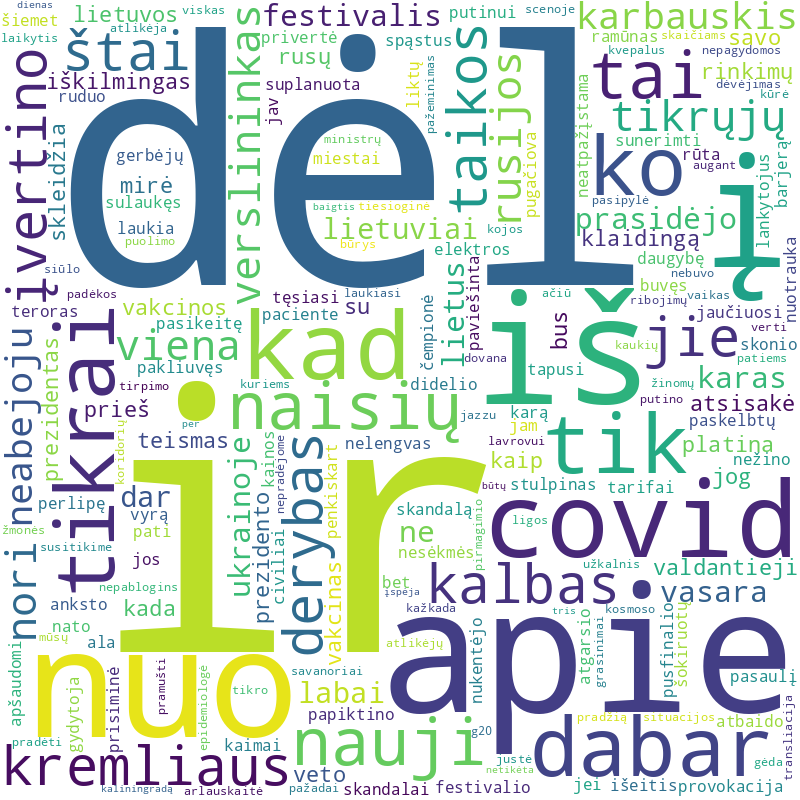 dienas
viskas
lietuvos
šiemet
atlikėja
laikytis
štai
festivalis
putinui
scenoje
karbauskis
privertė
spąstus
kvepalus
ramūnas
skaičiams
savo
nepagydomos
rusų
iškilmingas
ruduo
suplanuota
jav
liktų
pažeminimas
taikos
rusijos
pugačiova
tai
rinkimų
dėvėjimas
kūrė
tikrųjų
įvertino
verslininkas
dėl
skleidžia
gerbėjų
ministrų
miestai
sunerimti
neatpažįstama
ko
rūta
augant
barjerą
lankytojus
į
mirė
sulaukęs
baigtis
tiesioginė
pasipylė
prasidėjo
laukia
puolimo
lietuviai
būrys
kojos
klaidingą
elektros
daugybę
nebuvo
nuotrauka
siūlo
teroras
padėkos
tęsiasi
laukiasi
paciente
su
čempionė
lietus
paviešinta
ačiū
dovana
bus
iš
buvęs
ribojimų
vaikas
verti
vakcinos
pasikeitę
viena
kad
jie
jaučiuosi
skonio
kaukių
patiems
neabejoju
prezidentas
tikrai
pakliuvęs
tirpimo
kuriems
didelio
tapusi
žinomų
karas
putino
prieš
naisių
jazzu
karą
jam
atsisakė
paskelbtų
per
teismas
nelengvas
lavrovui
kaip
tik
platina
nežino
jog
koridorių
ir
ukrainoje
kainos
nepradėjome
derybas
penkiskart
perlipę
dar
vyrą
pati
žmonės
susitikime
jos
nori
prezidento
civiliai
vakcinas
skandalą
ne
nesėkmės
būtų
stulpinas
tarifai
pirmagimio
covid
ligos
užkalnis
valdantieji
nepablogins
anksto
kada
nato
bet
įspėja
kalbas
kažkada
tris
kosmoso
vasara
mūsų
ala
apšaudomi
nuo
gydytoja
prisiminė
pramušti
epidemiologė
tikro
savanoriai
labai
papiktino
atlikėjų
nukentėjo
apie
atgarsio
grasinimai
pusfinalio
šokiruotų
pasaulį
pradžią
situacijos
atbaido
transliacija
pradėti
kaimai
nauji
g20
justė
netikėta
dabar
gėda
kremliaus
veto
kaliningradą
arlauskaitė
pažadai
skandalai
festivalio
jei
išeitis
provokacija